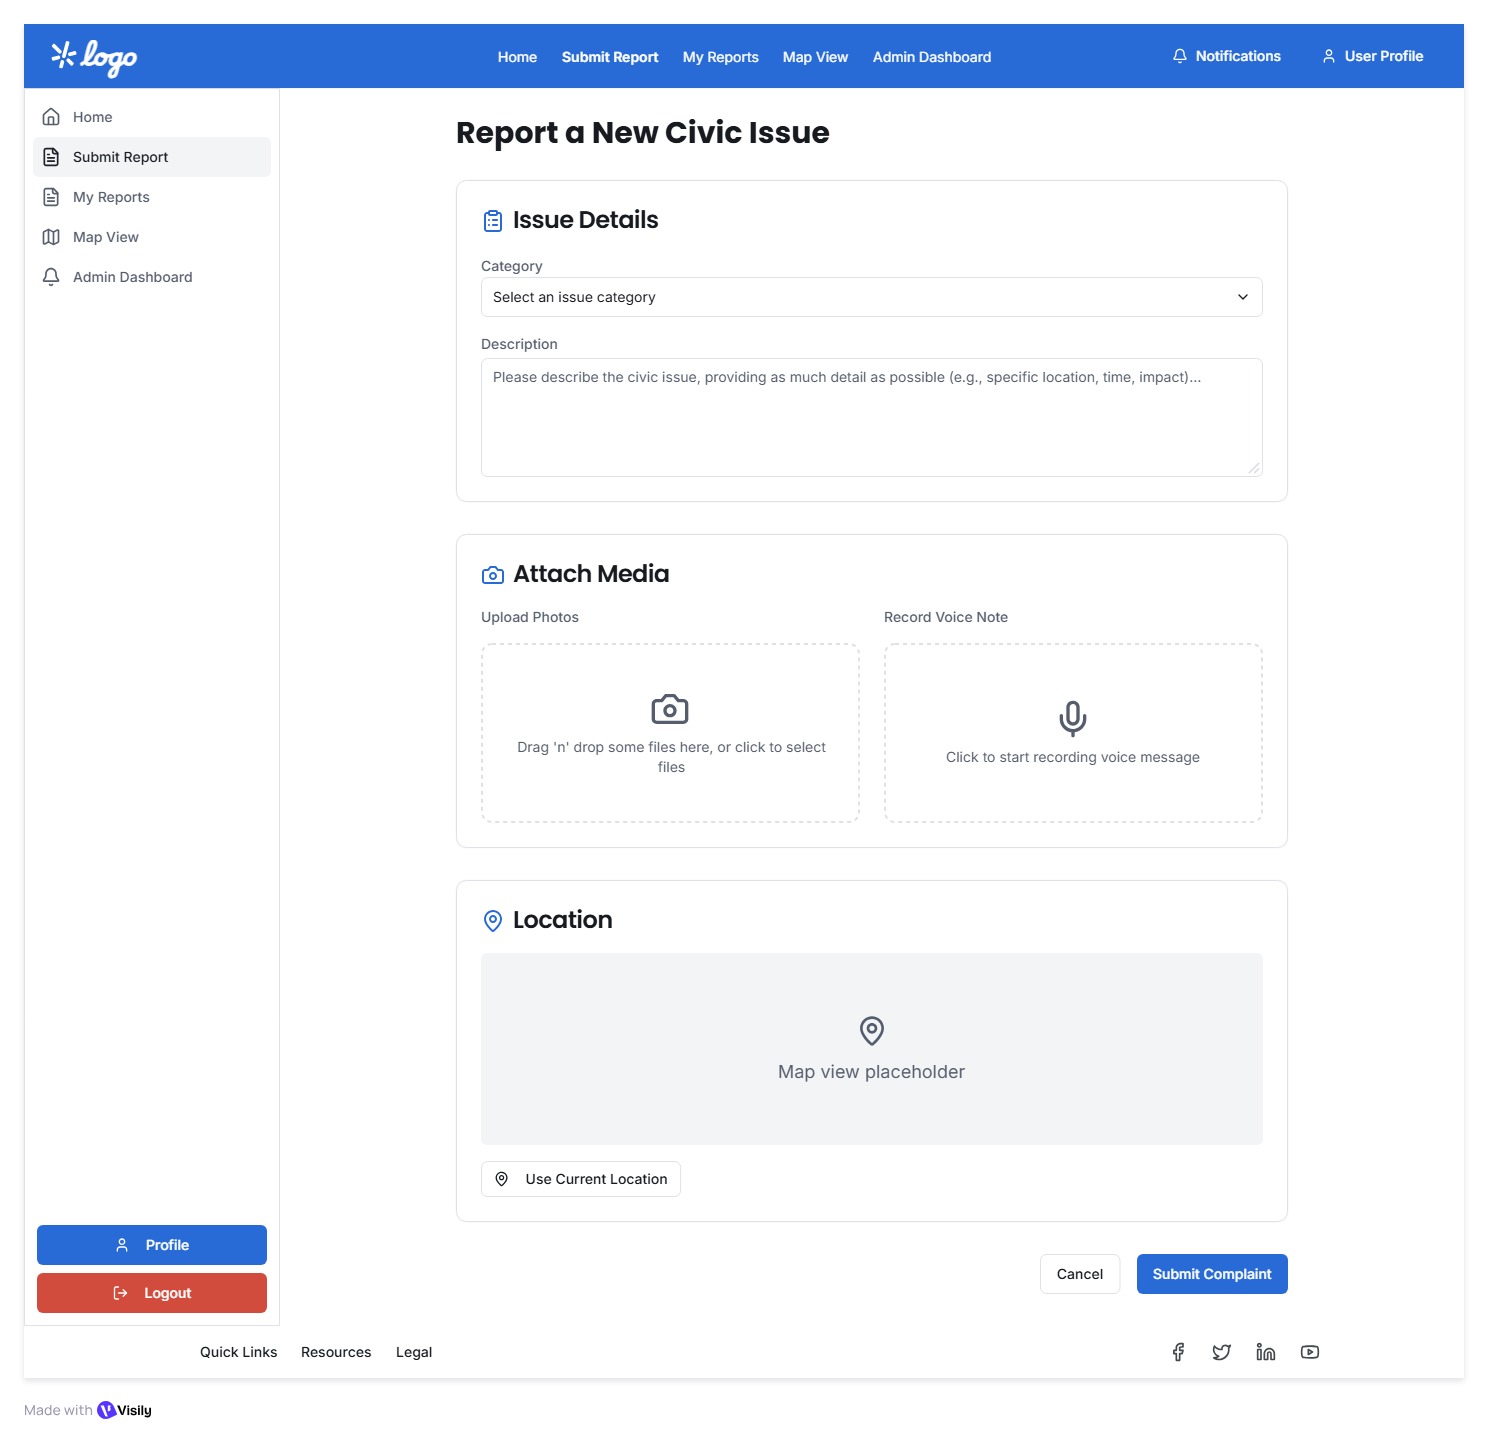 logo
Home Submit Report My Reports Map View Admin Dashboard Notifications User Profile
Home
Submit Report
My Reports
Map View
Admin Dashboard
Profile
Logout
Report a New Civic Issue
Issue Details
Category
Select an issue category
Description
Please describe the civic issue, providing as much detail as possible (e.g., specific location, time, impact)...
Attach Media
Upload Photos
Drag 'n' drop some files here, or click to select
files
Record Voice Note
Click to start recording voice message
Location
Map view placeholder
Use Current Location
Cancel Submit Complaint
Quick Links Resources Legal
Made with Visily